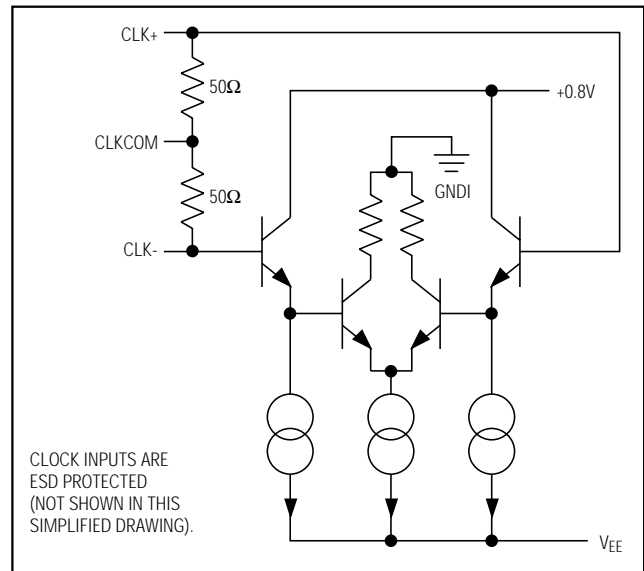 CLK+
50Ω
+0.8V
CLKCOM
GNDI
50Ω
CLK-
CLOCK INPUTS ARE
ESD PROTECTED
(NOT SHOWN IN THIS
SIMPLIFIED DRAWING).
VEE